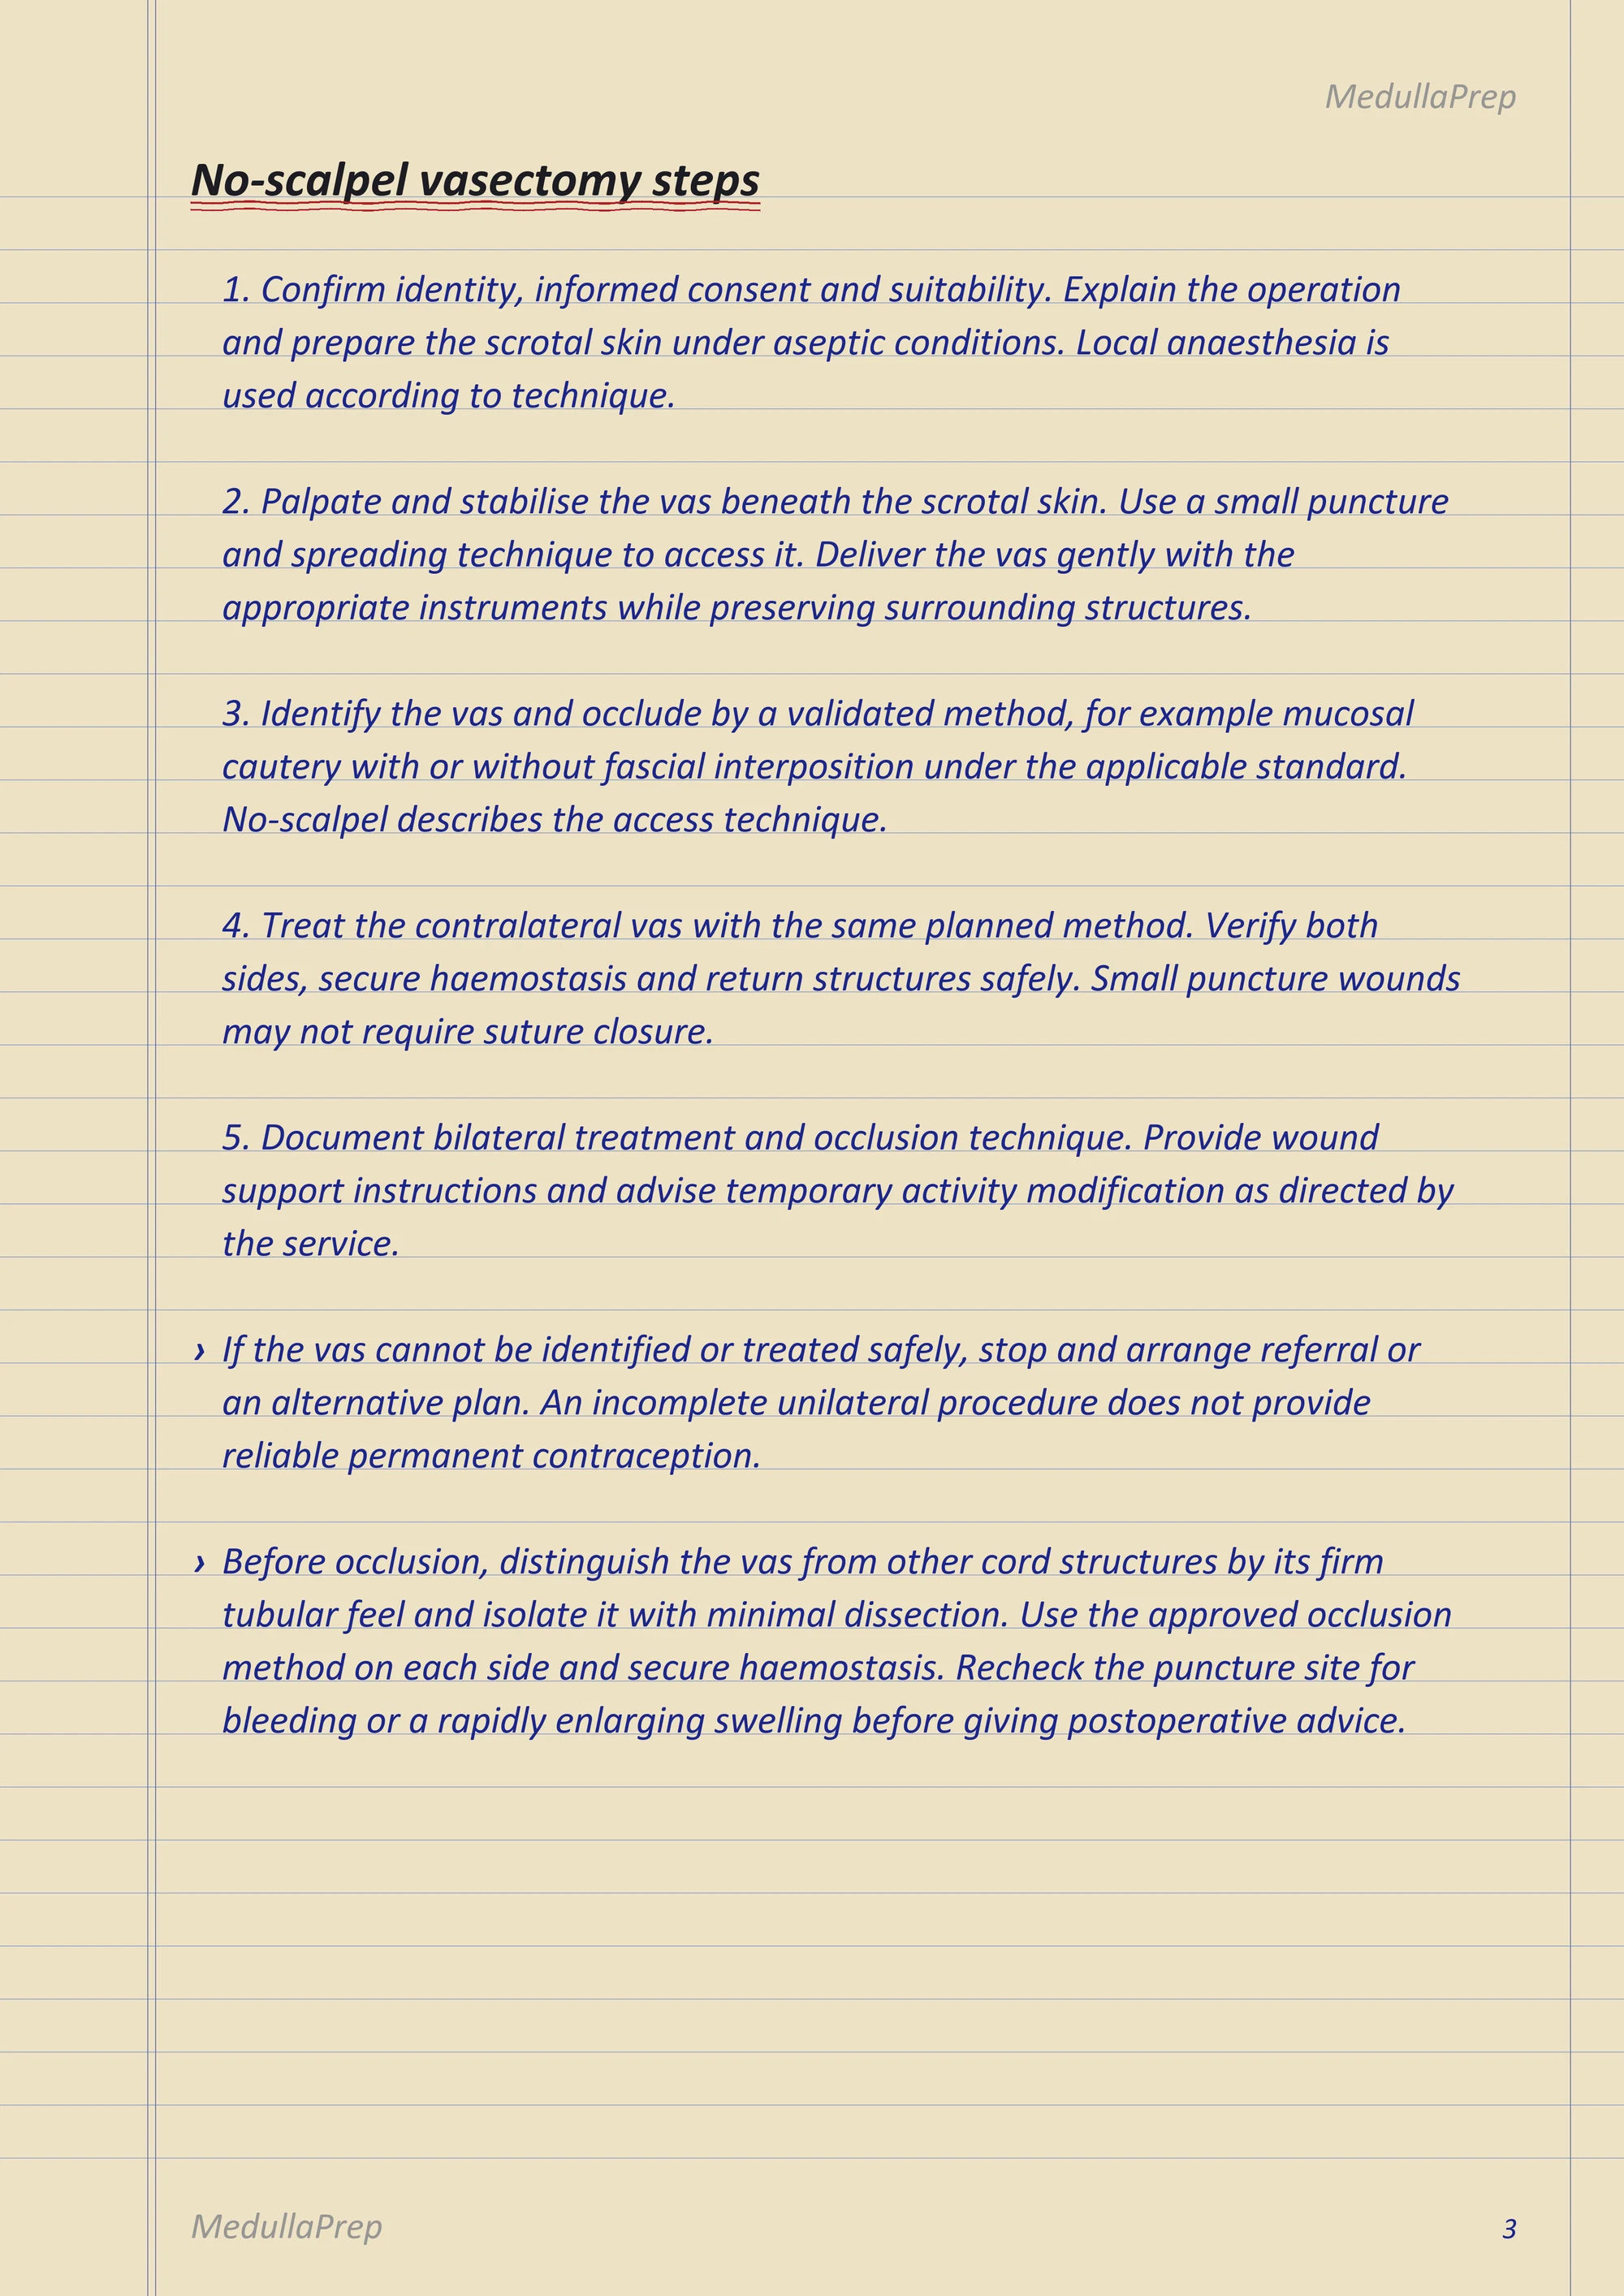 MedullaPrep
No-scalpel vasectomy steps
1. Confirm identity, informed consent and suitability. Explain the operation
and prepare the scrotal skin under aseptic conditions. Local anaesthesia is
used according to technique.
2. Palpate and stabilise the vas beneath the scrotal skin. Use a small puncture
and spreading technique to access it. Deliver the vas gently with the
appropriate instruments while preserving surrounding structures.
3. Identify the vas and occlude by a validated method, for example mucosal
cautery with or without fascial interposition under the applicable standard.
No-scalpel describes the access technique.
4. Treat the contralateral vas with the same planned method. Verify both
sides, secure haemostasis and return structures safely. Small puncture wounds
may not require suture closure.
5. Document bilateral treatment and occlusion technique. Provide wound
support instructions and advise temporary activity modification as directed by
the service.
› If the vas cannot be identified or treated safely, stop and arrange referral or
an alternative plan. An incomplete unilateral procedure does not provide
reliable permanent contraception.
› Before occlusion, distinguish the vas from other cord structures by its firm
tubular feel and isolate it with minimal dissection. Use the approved occlusion
method on each side and secure haemostasis. Recheck the puncture site for
bleeding or a rapidly enlarging swelling before giving postoperative advice.
MedullaPrep
3